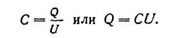 C = Q/U или Q = CU.